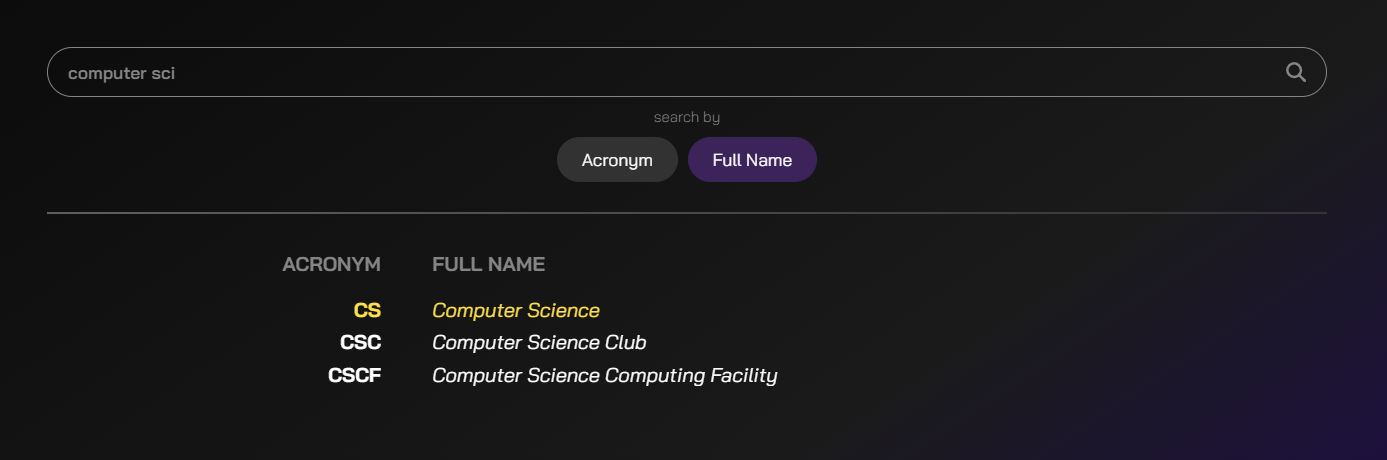 computer sci
search by
Acronym Full Name
ACRONYM FULL NAME
CS Computer Science
CSC Computer Science Club
CSCF Computer Science Computing Facility